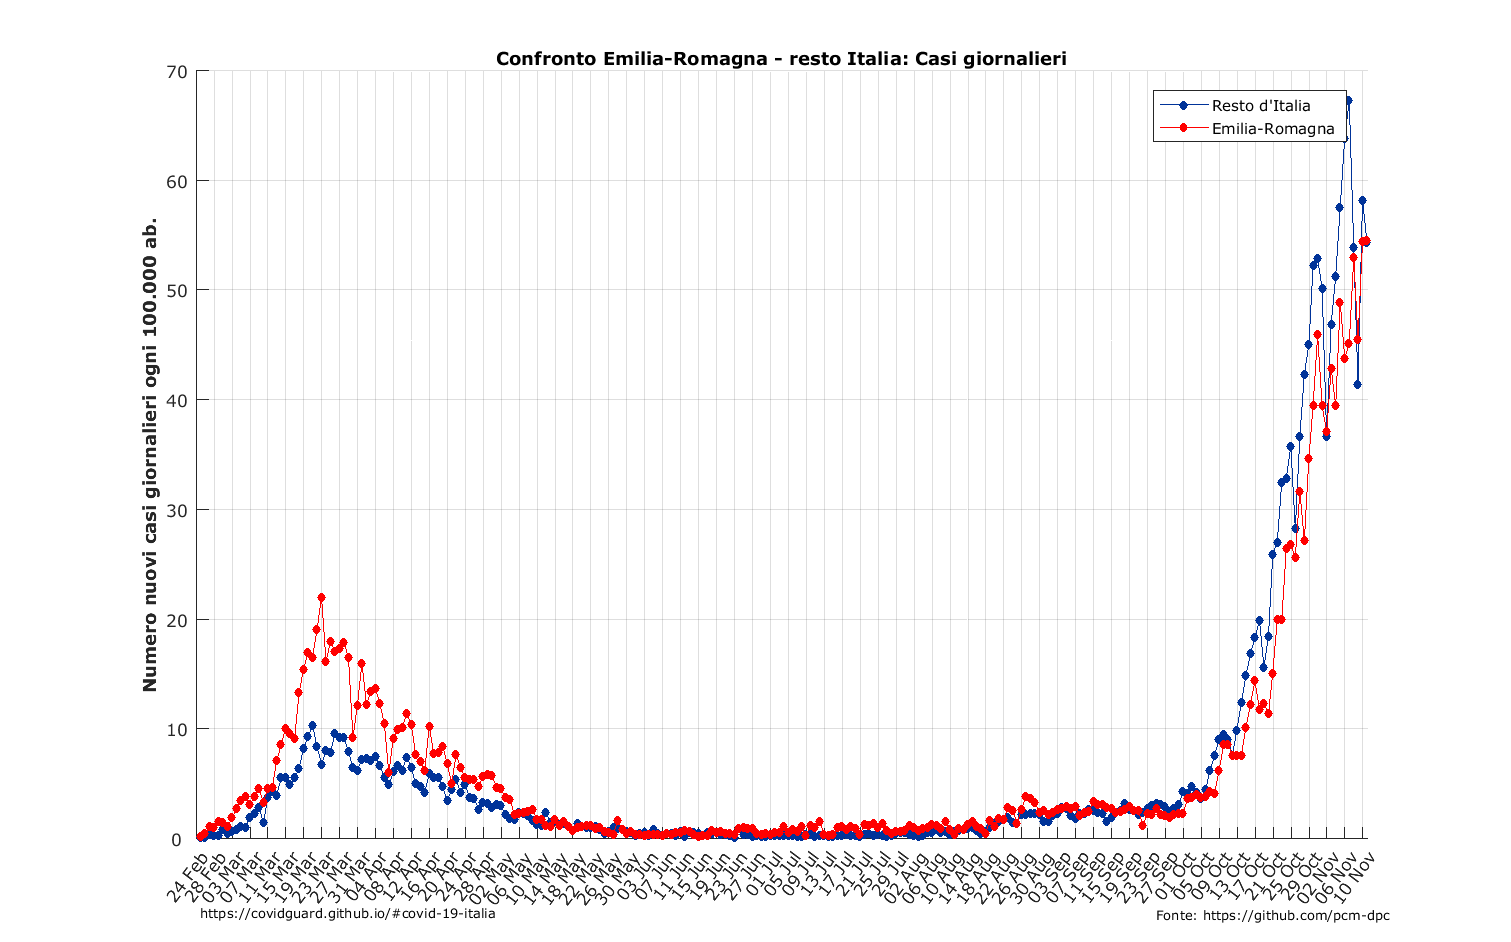 Confronto Emilia-Romagna - resto Italia: Casi giornalieri
Resto d'Italia
Emilia-Romagna
Numero nuovi casi giornalieri ogni 100.000 ab.
70
60
50
40
30
20
10
0
24 Feb
28 Feb
03 Mar
07 Mar
11 Mar
15 Mar
19 Mar
23 Mar
27 Mar
31 Mar
04 Apr
08 Apr
12 Apr
16 Apr
20 Apr
24 Apr
28 Apr
02 May
06 May
10 May
14 May
18 May
22 May
26 May
30 May
03 Jun
07 Jun
11 Jun
15 Jun
19 Jun
23 Jun
27 Jun
01 Jul
05 Jul
09 Jul
13 Jul
17 Jul
21 Jul
25 Jul
29 Jul
02 Aug
06 Aug
10 Aug
14 Aug
18 Aug
22 Aug
26 Aug
30 Aug
03 Sep
07 Sep
11 Sep
15 Sep
19 Sep
23 Sep
27 Sep
01 Oct
05 Oct
09 Oct
13 Oct
17 Oct
21 Oct
25 Oct
29 Oct
02 Nov
06 Nov
10 Nov
https://covidguard.github.io/#covid-19-italia
Fonte: https://github.com/pcm-dpc